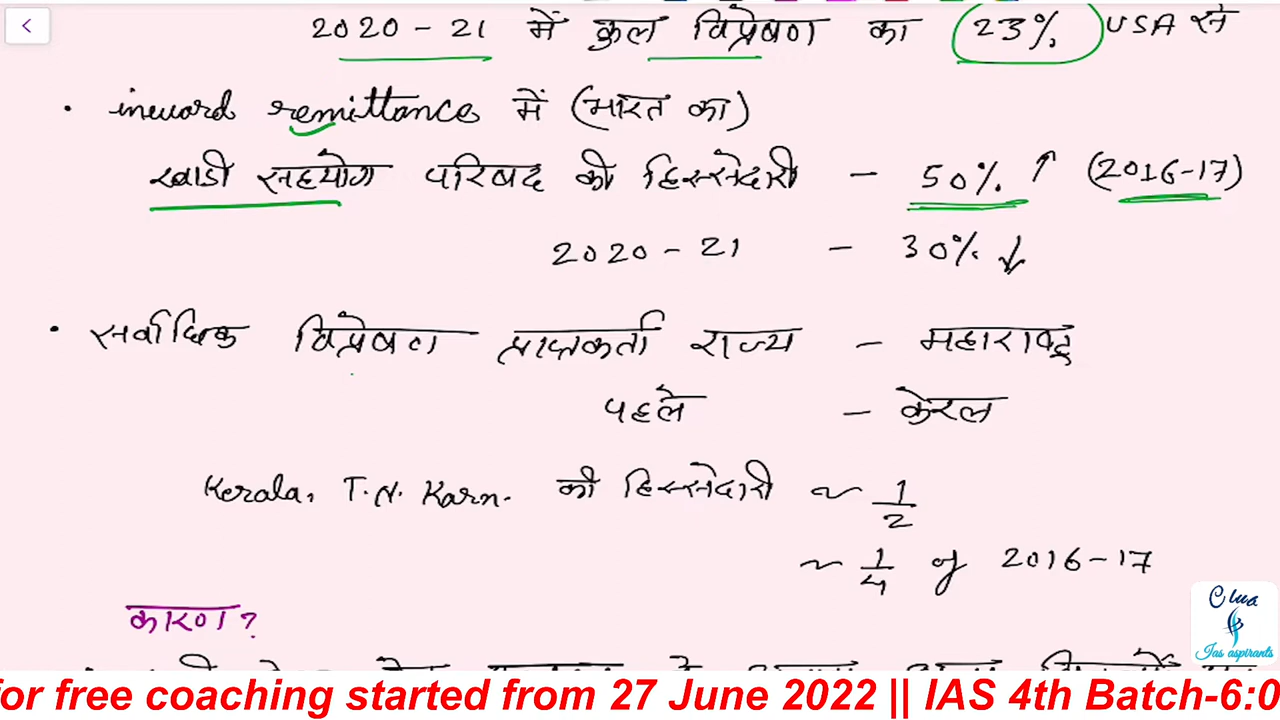 2020-21 में कुल विप्रेषण का 23% USA से
• inward remittance में (भारत का)
खाडी सहयोग परिषद की हिस्सेदारी - 50% ↑ (2016-17)
2020-21 - 30% ↓
• सर्वाधिक विप्रेषण प्राप्तकर्ता राज्य - महाराष्ट्र
पहले - केरल
Kerala, T.N. Karn. की हिस्सेदारी ~ 1/2
~ 1/4 of 2016-17
कारण?
Clua
Ias aspirants
for free coaching started from 27 June 2022 || IAS 4th Batch-6:0